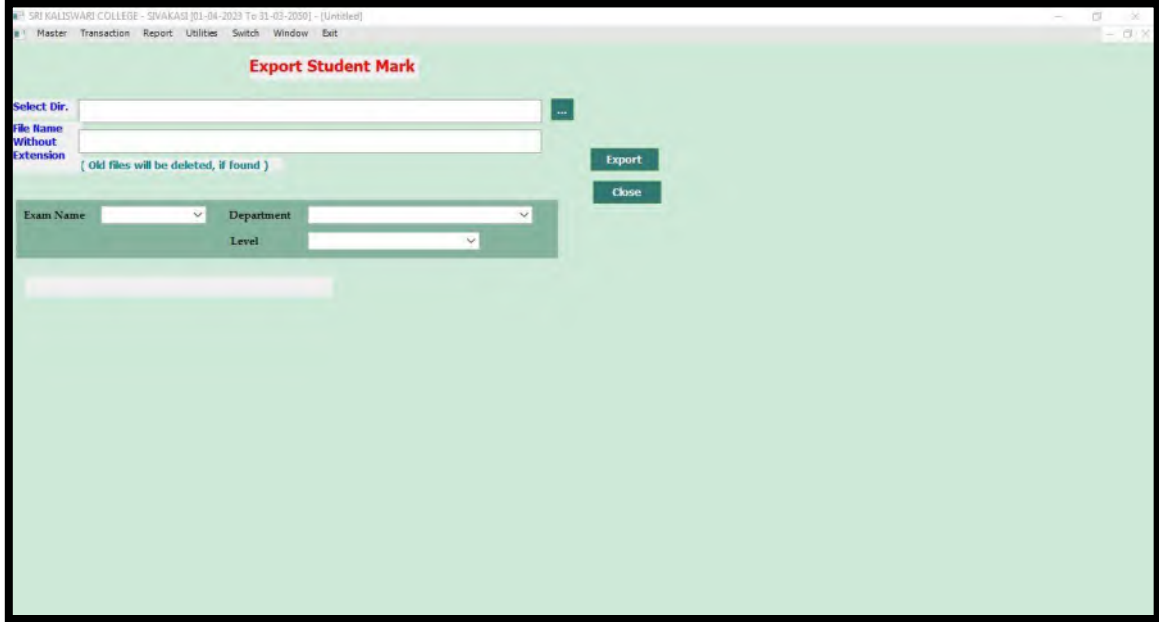 SRI KALISWARI COLLEGE - SIVAKASI [01-04-2023 To 31-03-2050] - [Untitled]
Master Transaction Report Utilities Switch Window Exit
Export Student Mark
Select Dir.
...
File Name
Without
Extension
( Old files will be deleted, if found )
Export
Close
Exam Name Department
Level